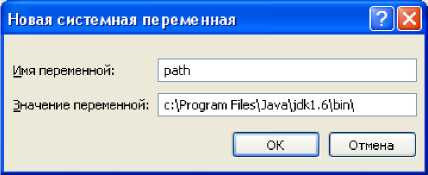 Новая системная переменная
Имя переменной: path
Значение переменной: c:\Program Files\Java\jdk1.6\bin\
OK Отмена